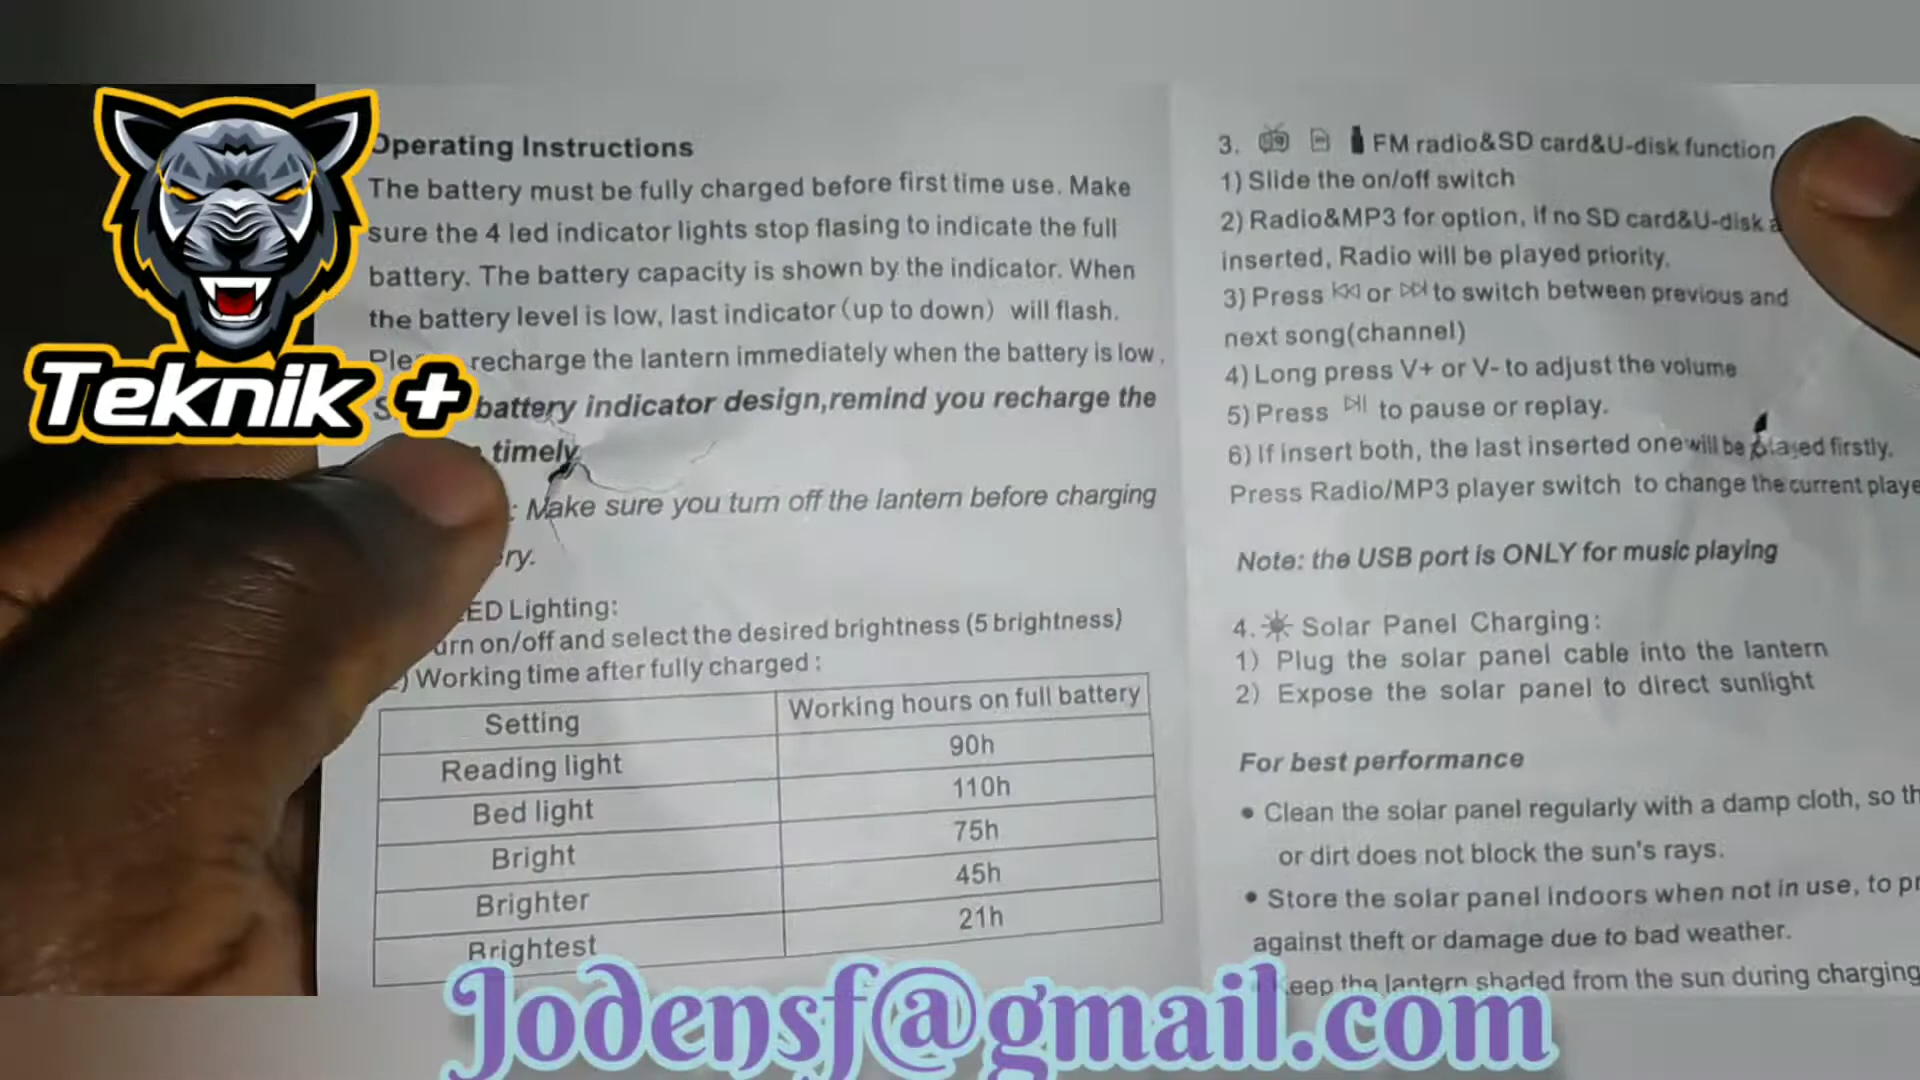 Teknik +
Operating Instructions
The battery must be fully charged before first time use. Make
sure the 4 led indicator lights stop flasing to indicate the full
battery. The battery capacity is shown by the indicator. When
the battery level is low, last indicator (up to down) will flash.
recharge the lantern immediately when the battery is low.
battery indicator design,remind you recharge the
timely
: Make sure you turn off the lantern before charging
ED Lighting:
urn on/off and select the desired brightness (5 brightness)
) Working time after fully charged :
Setting Working hours on full battery
Reading light 90h
Bed light 110h
Bright 75h
Brighter 45h
Brightest 21h
3. FM radio&SD card&U-disk function
1) Slide the on/off switch
2) Radio&MP3 for option, if no SD card&U-disk
inserted, Radio will be played priority.
3) Press or to switch between previous and
next song(channel)
4) Long press V+ or V- to adjust the volume
5) Press to pause or replay.
6) If insert both, the last inserted one will be played firstly.
Press Radio/MP3 player switch to change the current playe
Note: the USB port is ONLY for music playing
4. Solar Panel Charging:
1) Plug the solar panel cable into the lantern
2) Expose the solar panel to direct sunlight
For best performance
• Clean the solar panel regularly with a damp cloth, so th
or dirt does not block the sun's rays.
• Store the solar panel indoors when not in use, to pr
against theft or damage due to bad weather.
eep the lantern shaded from the sun during charging
Jodensf@gmail.com